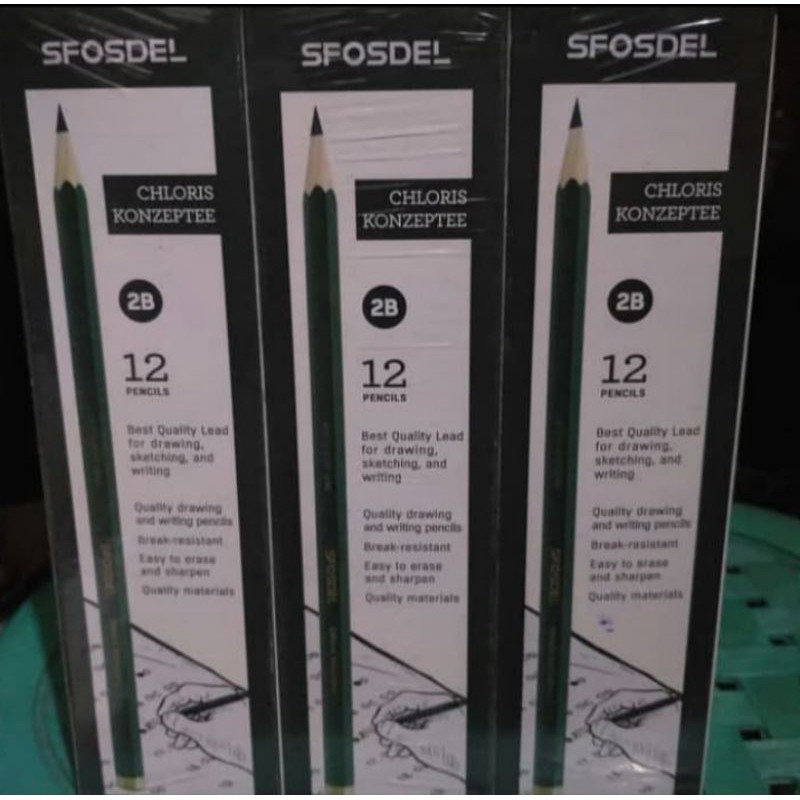 SFOSDEL
CHLORIS
KONZEPTEE
2B
12
PENCILS
Best Quality Lead
for drawing,
sketching, and
writing
Quality drawing
and writing pencils
Break-resistant
Easy to erase
and sharpen
Quality materials
SFOSDEL
SFOSDEL
CHLORIS
KONZEPTEE
2B
12
PENCILS
Best Quality Lead
for drawing,
sketching, and
writing
Quality drawing
and writing pencils
Break-resistant
Easy to erase
and sharpen
Quality materials
SFOSDEL
SFOSDEL
CHLORIS
KONZEPTEE
2B
12
PENCILS
Best Quality Lead
for drawing,
sketching, and
writing
Quality drawing
and writing pencils
Break-resistant
Easy to erase
and sharpen
Quality materials
SFOSDEL